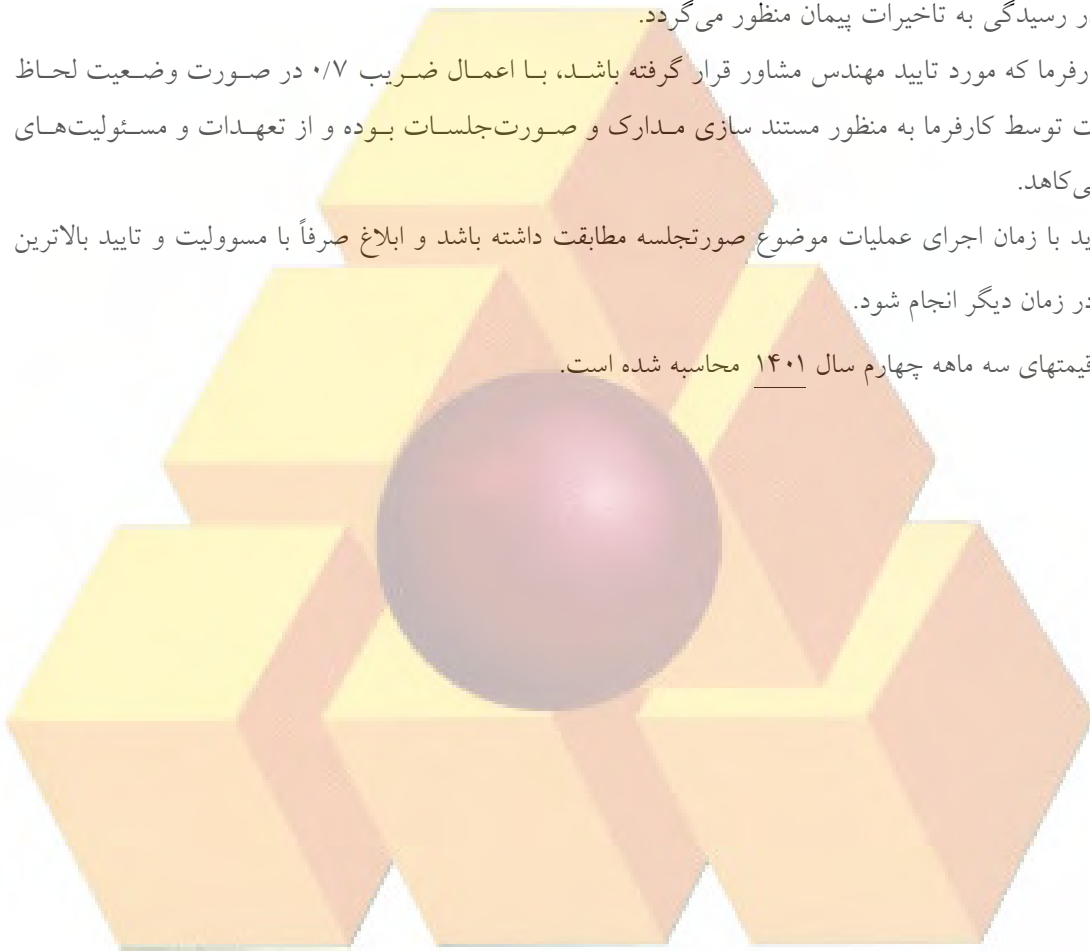 ر رسیدگی به تاخیرات پیمان منظور می‌گردد.
ارفرما که مورد تایید مهندس مشاور قرار گرفته باشد، با اعمال ضریب ۰/۷ در صورت وضعیت لحاظ
ت توسط کارفرما به منظور مستند سازی مدارک و صورت‌جلسات بوده و از تعهدات و مسئولیت‌های
ی‌کاهد.
ید با زمان اجرای عملیات موضوع صورتجلسه مطابقت داشته باشد و ابلاغ صرفاً با مسوولیت و تایید بالاترین
در زمان دیگر انجام شود.
قیمتهای سه ماهه چهارم سال ۱۴۰۱ محاسبه شده است.